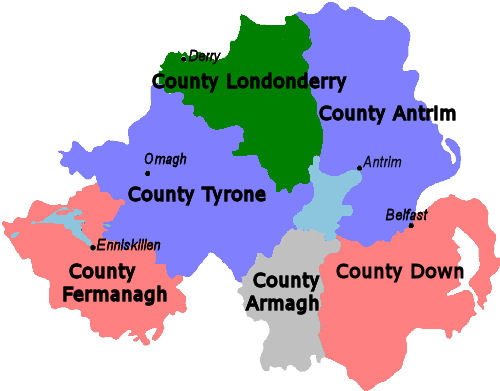 Derry
County Londonderry
County Antrim
Omagh
Antrim
County Tyrone
Belfast
Enniskillen
County
Fermanagh
County
Armagh
County Down